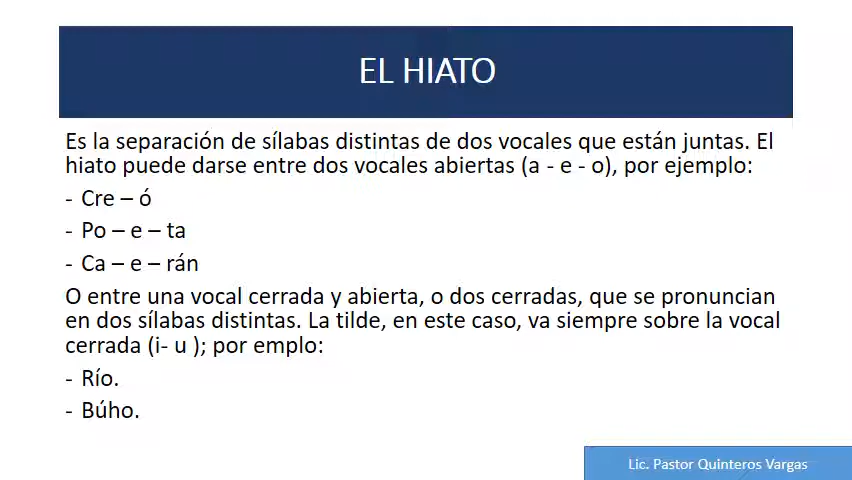 EL HIATO
Es la separación de sílabas distintas de dos vocales que están juntas. El
hiato puede darse entre dos vocales abiertas (a - e - o), por ejemplo:
- Cre – ó
- Po – e – ta
- Ca – e – rán
O entre una vocal cerrada y abierta, o dos cerradas, que se pronuncian
en dos sílabas distintas. La tilde, en este caso, va siempre sobre la vocal
cerrada (i- u ); por emplo:
- Río.
- Búho.
Lic. Pastor Quinteros Vargas